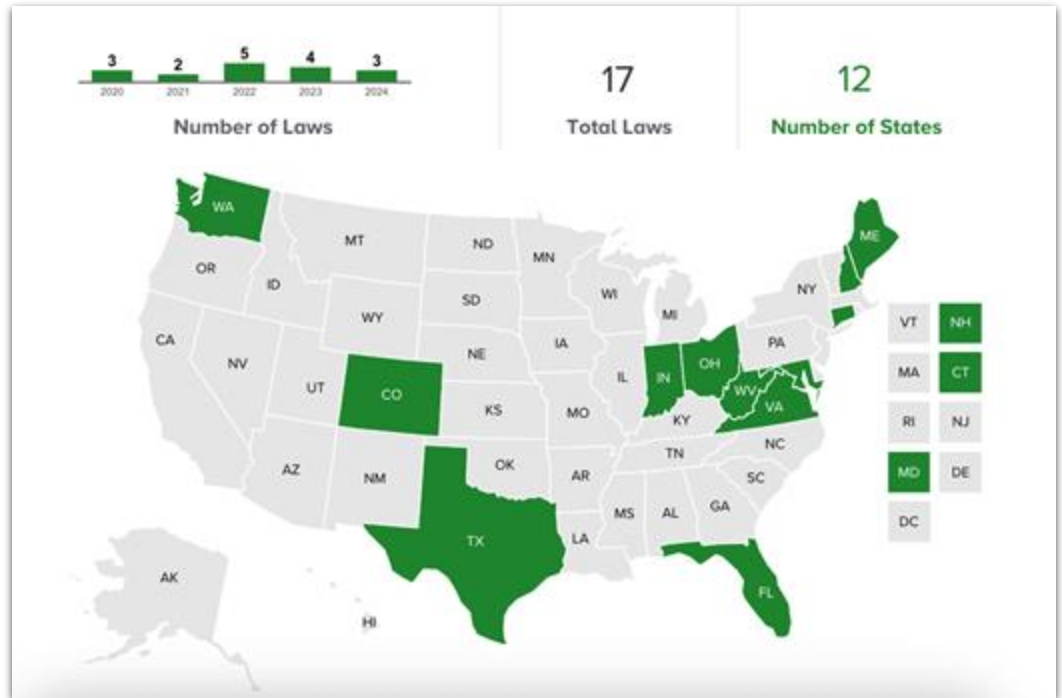 3 2 5 4 3
2020 2021 2022 2023 2024
Number of Laws
17
Total Laws
12
Number of States
WA
MT
ND
MN
ME
OR
ID
SD
WI
NY
WY
MI
VT
NH
CA
NV
NE
IA
PA
MA
CT
UT
CO
IL
IN
OH
WV
VA
KS
MO
KY
RI
NJ
AZ
NM
OK
AR
TN
NC
SC
MD
DE
MS
AL
GA
DC
TX
LA
AK
FL
HI